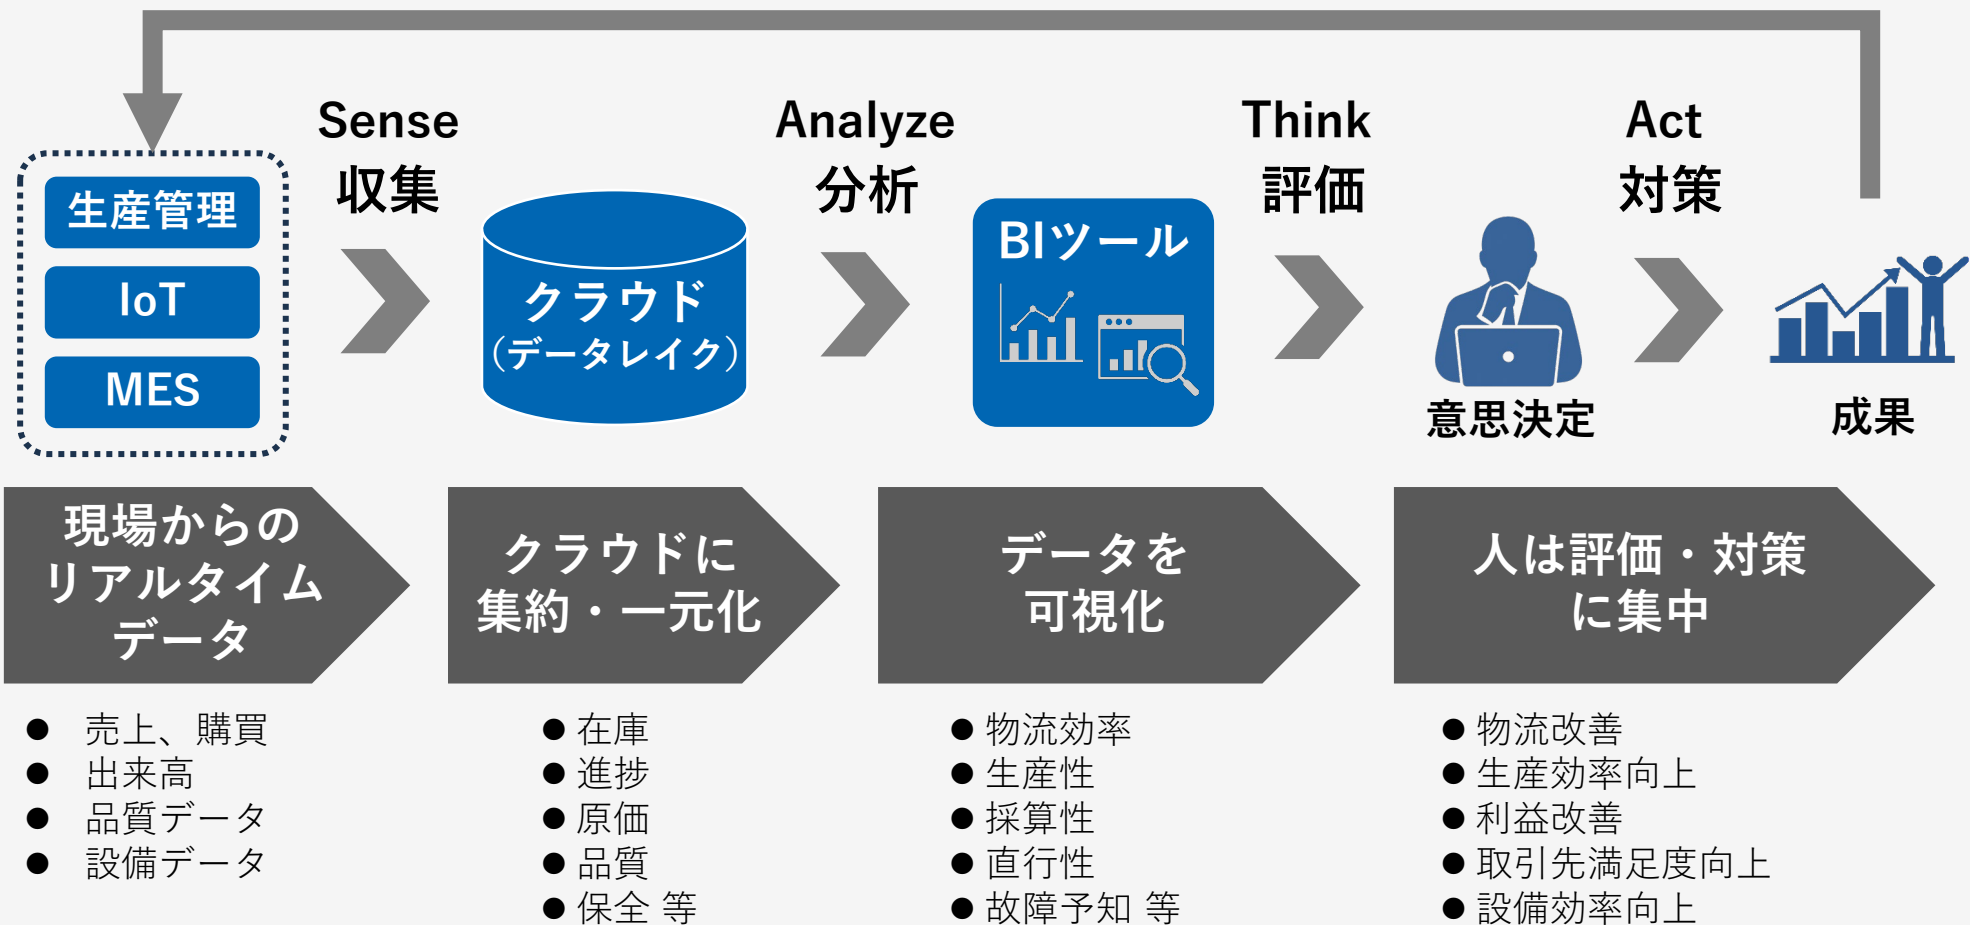 Sense
収集
Analyze
分析
Think
評価
Act
対策
生産管理
IoT
MES
クラウド
（データレイク）
BIツール
意思決定
成果
現場からの
リアルタイム
データ
クラウドに
集約・一元化
データを
可視化
人は評価・対策
に集中
● 売上、購買
● 出来高
● 品質データ
● 設備データ
● 在庫
● 進捗
● 原価
● 品質
● 保全 等
● 物流効率
● 生産性
● 採算性
● 直行性
● 故障予知 等
● 物流改善
● 生産効率向上
● 利益改善
● 取引先満足度向上
● 設備効率向上